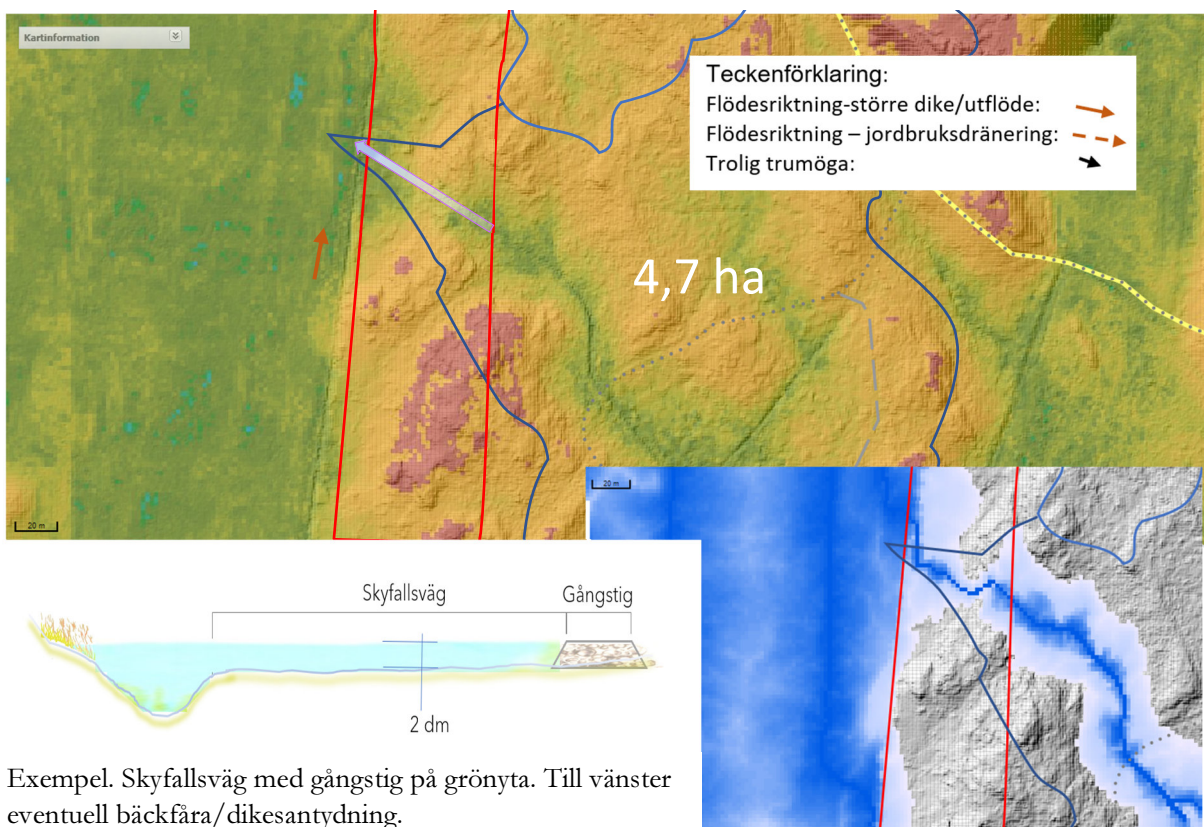 Kartinformation
Teckenförklaring:
Flödesriktning-större dike/utflöde:
Flödesriktning – jordbruksdränering:
Trolig trumöga:
4,7 ha
20 m
20 m
Skyfallsväg
Gångstig
2 dm
Exempel. Skyfallsväg med gångstig på grönyta. Till vänster
eventuell bäckfåra/dikesantydning.